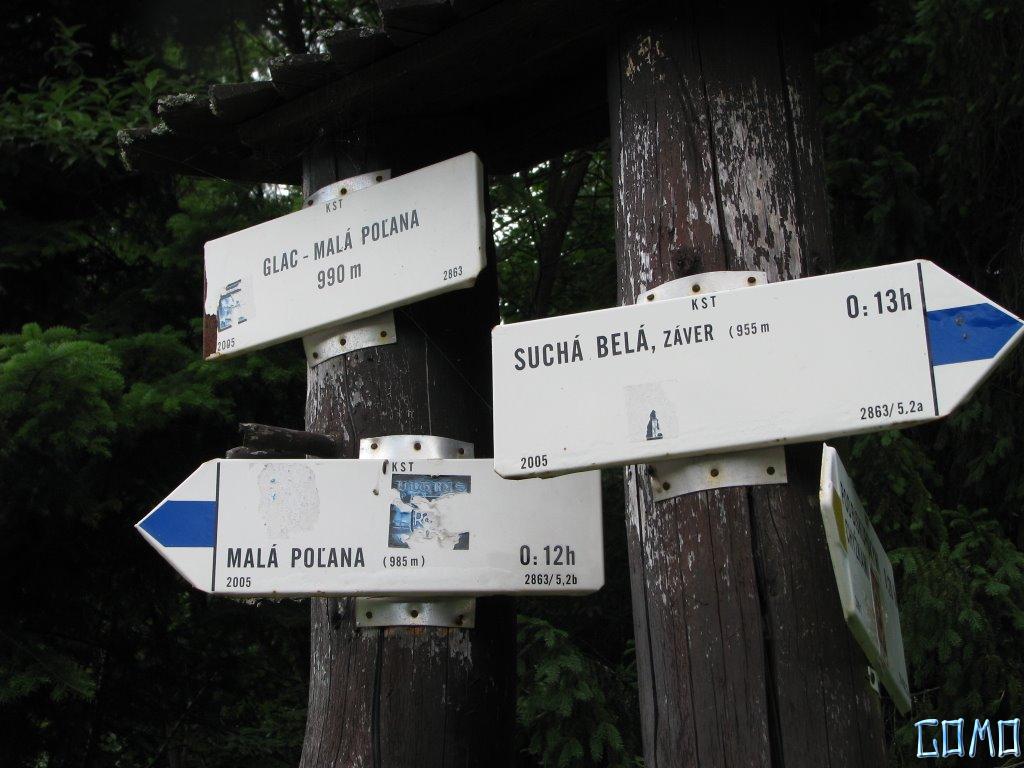 KST
GLAC - MALÁ POĽANA
990 m
2863
2005
KST
SUCHÁ BELÁ, ZÁVER (955 m
0:13h
2863/5,2a
2005
KST
MALÁ POĽANA (985 m)
0:12h
2005
2863/5,2b
GOMO